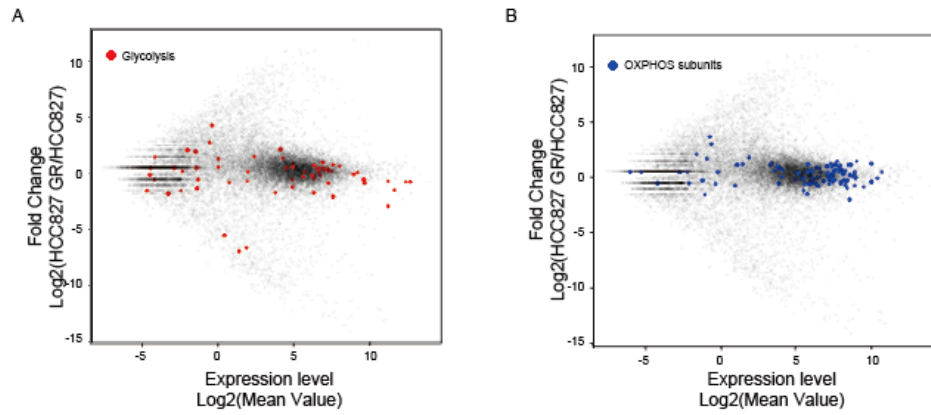 A
Glycolysis
10
5
0
-5
-10
-15
-5
0
5
10
Fold Change
Log2(HCC827 GR/HCC827)
Expression level
Log2(Mean Value)
B
OXPHOS subunits
10
5
0
-5
-10
-15
-5
0
5
10
Fold Change
Log2(HCC827 GR/HCC827)
Expression level
Log2(Mean Value)